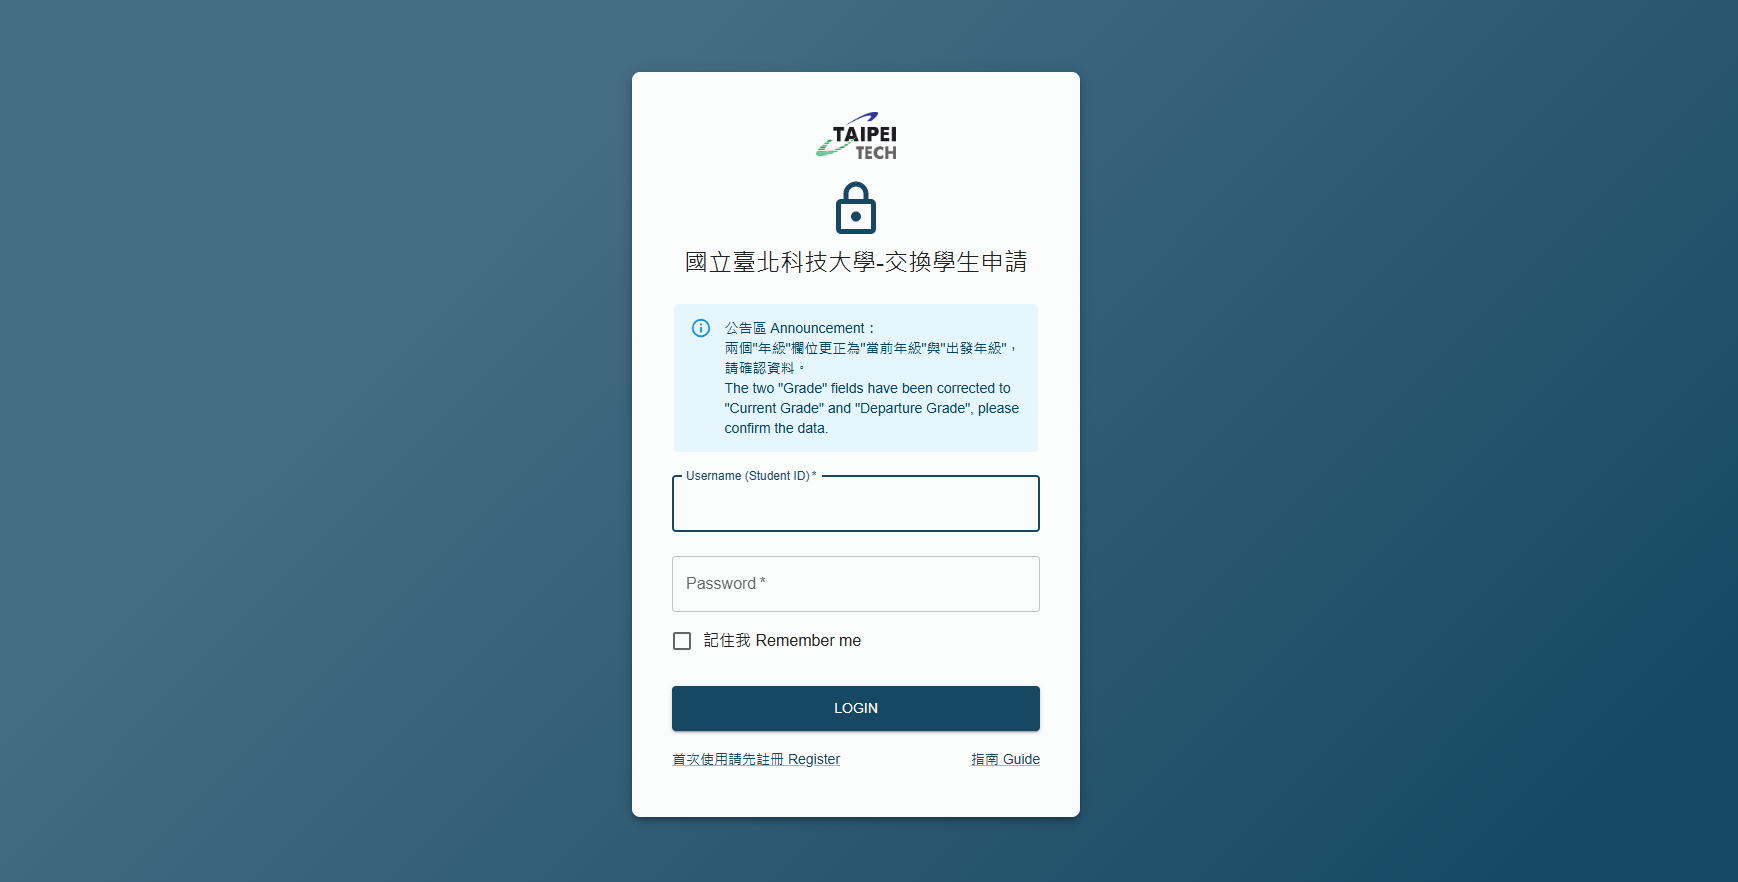 TAIPEI
TECH
國立臺北科技大學-交換學生申請
公告區 Announcement：
兩個"年級"欄位更正為"當前年級"與"出發年級"，
請確認資料。
The two "Grade" fields have been corrected to
"Current Grade" and "Departure Grade", please
confirm the data.
Username (Student ID) *
Password *
記住我 Remember me
LOGIN
首次使用請先註冊 Register
指南 Guide